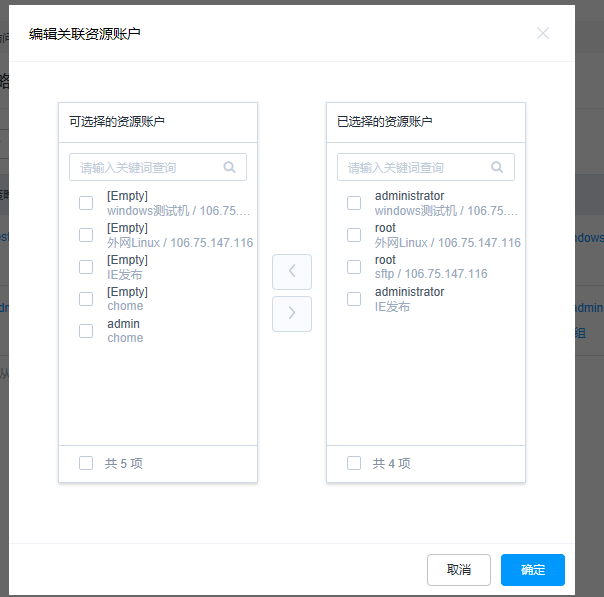 编辑关联资源账户
可选择的资源账户
请输入关键词查询
[Empty]
windows测试机 / 106.75....
[Empty]
外网Linux / 106.75.147.116
[Empty]
IE发布
[Empty]
chome
admin
chome
共 5 项
已选择的资源账户
请输入关键词查询
administrator
windows测试机 / 106.75....
root
外网Linux / 106.75.147.116
root
sftp / 106.75.147.116
administrator
IE发布
共 4 项
取消
确定
ndows
admin
组